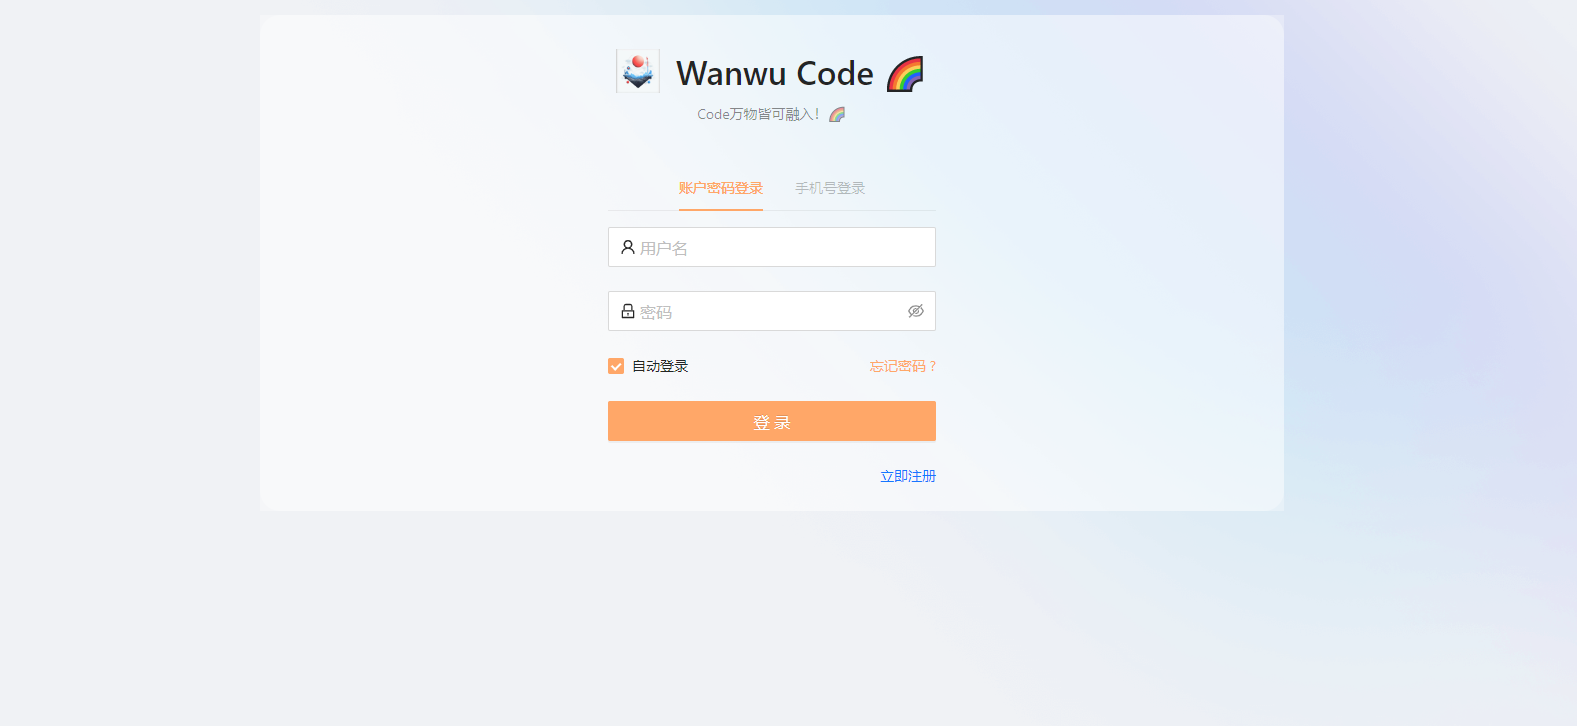 Wanwu Code 🌈
Code万物皆可融入！🌈
账户密码登录 手机号登录
用户名
密码
自动登录 忘记密码 ?
登 录
立即注册